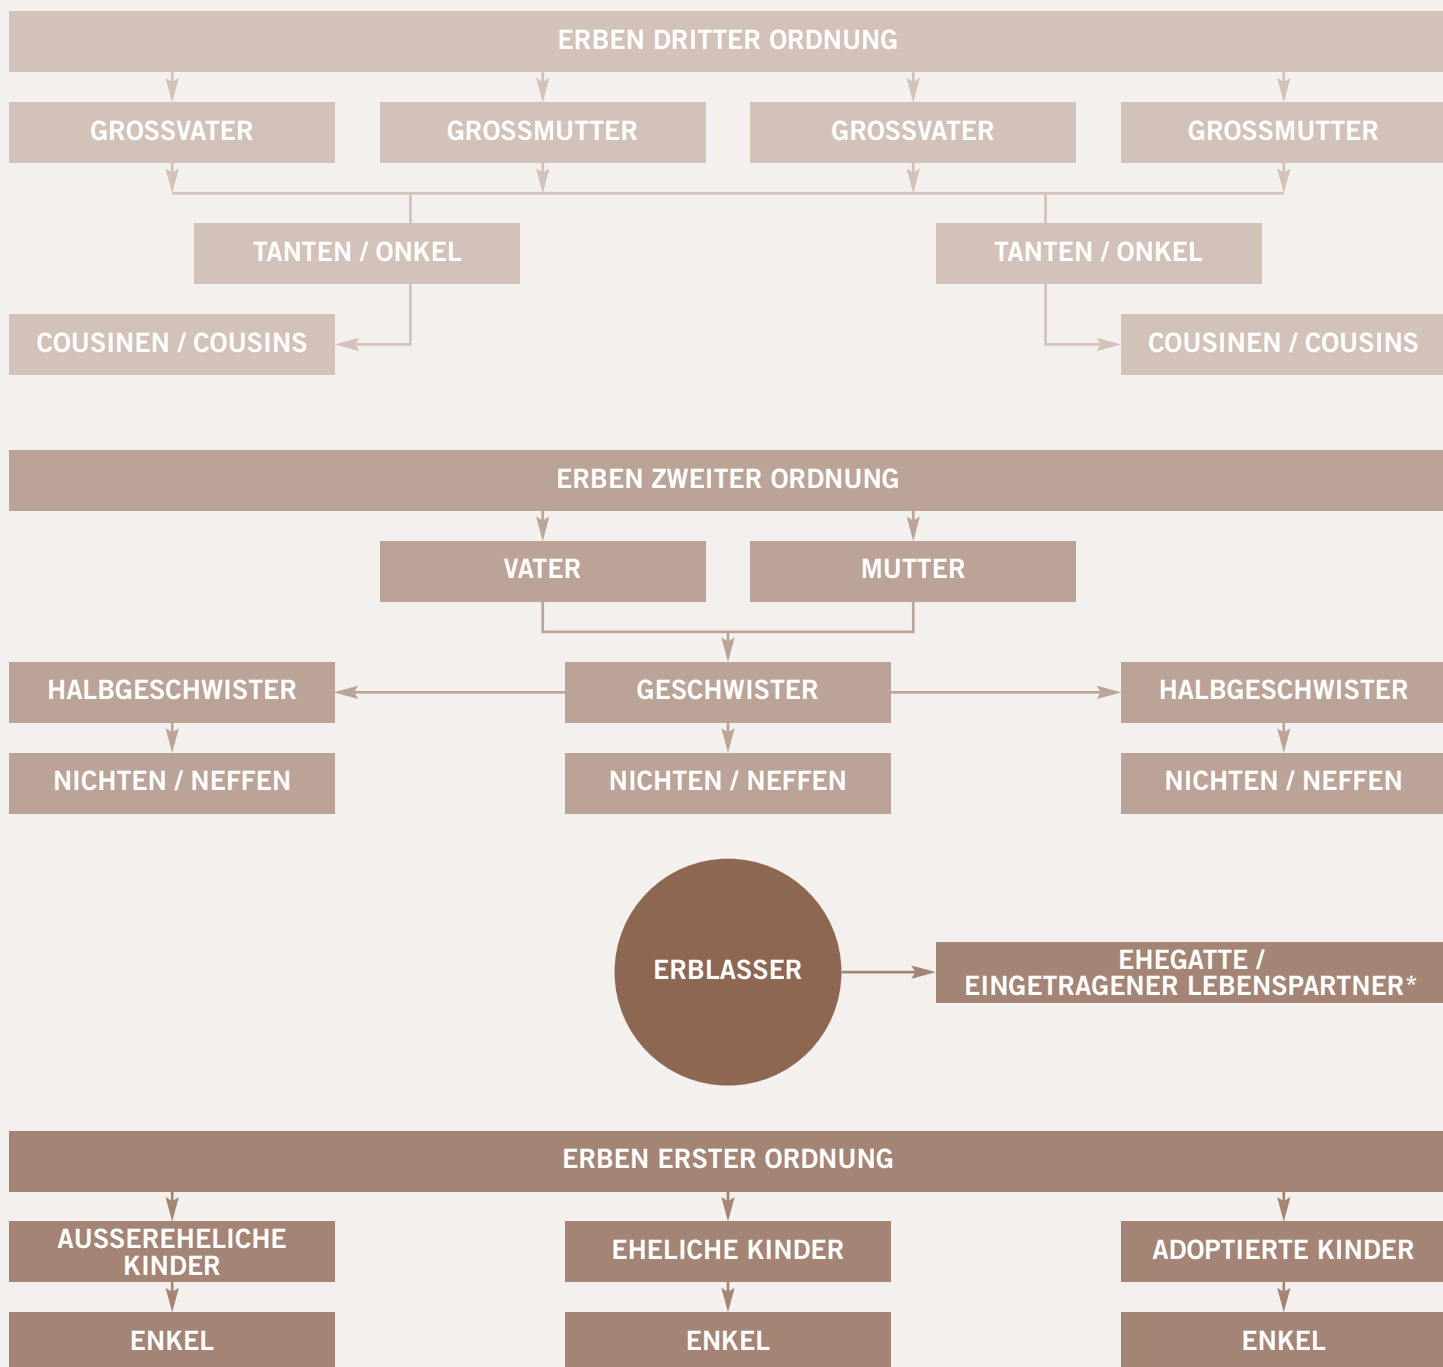 ERBEN DRITTER ORDNUNG
GROSSVATER
GROSSMUTTER
GROSSVATER
GROSSMUTTER
TANTEN / ONKEL
TANTEN / ONKEL
COUSINEN / COUSINS
COUSINEN / COUSINS
ERBEN ZWEITER ORDNUNG
VATER
MUTTER
HALBGESCHWISTER
GESCHWISTER
HALBGESCHWISTER
NICHTEN / NEFFEN
NICHTEN / NEFFEN
NICHTEN / NEFFEN
ERBLASSER
EHEGATTE /
EINGETRAGENER LEBENSPARTNER*
ERBEN ERSTER ORDNUNG
AUSSEREHELICHE
KINDER
EHELICHE KINDER
ADOPTIERTE KINDER
ENKEL
ENKEL
ENKEL